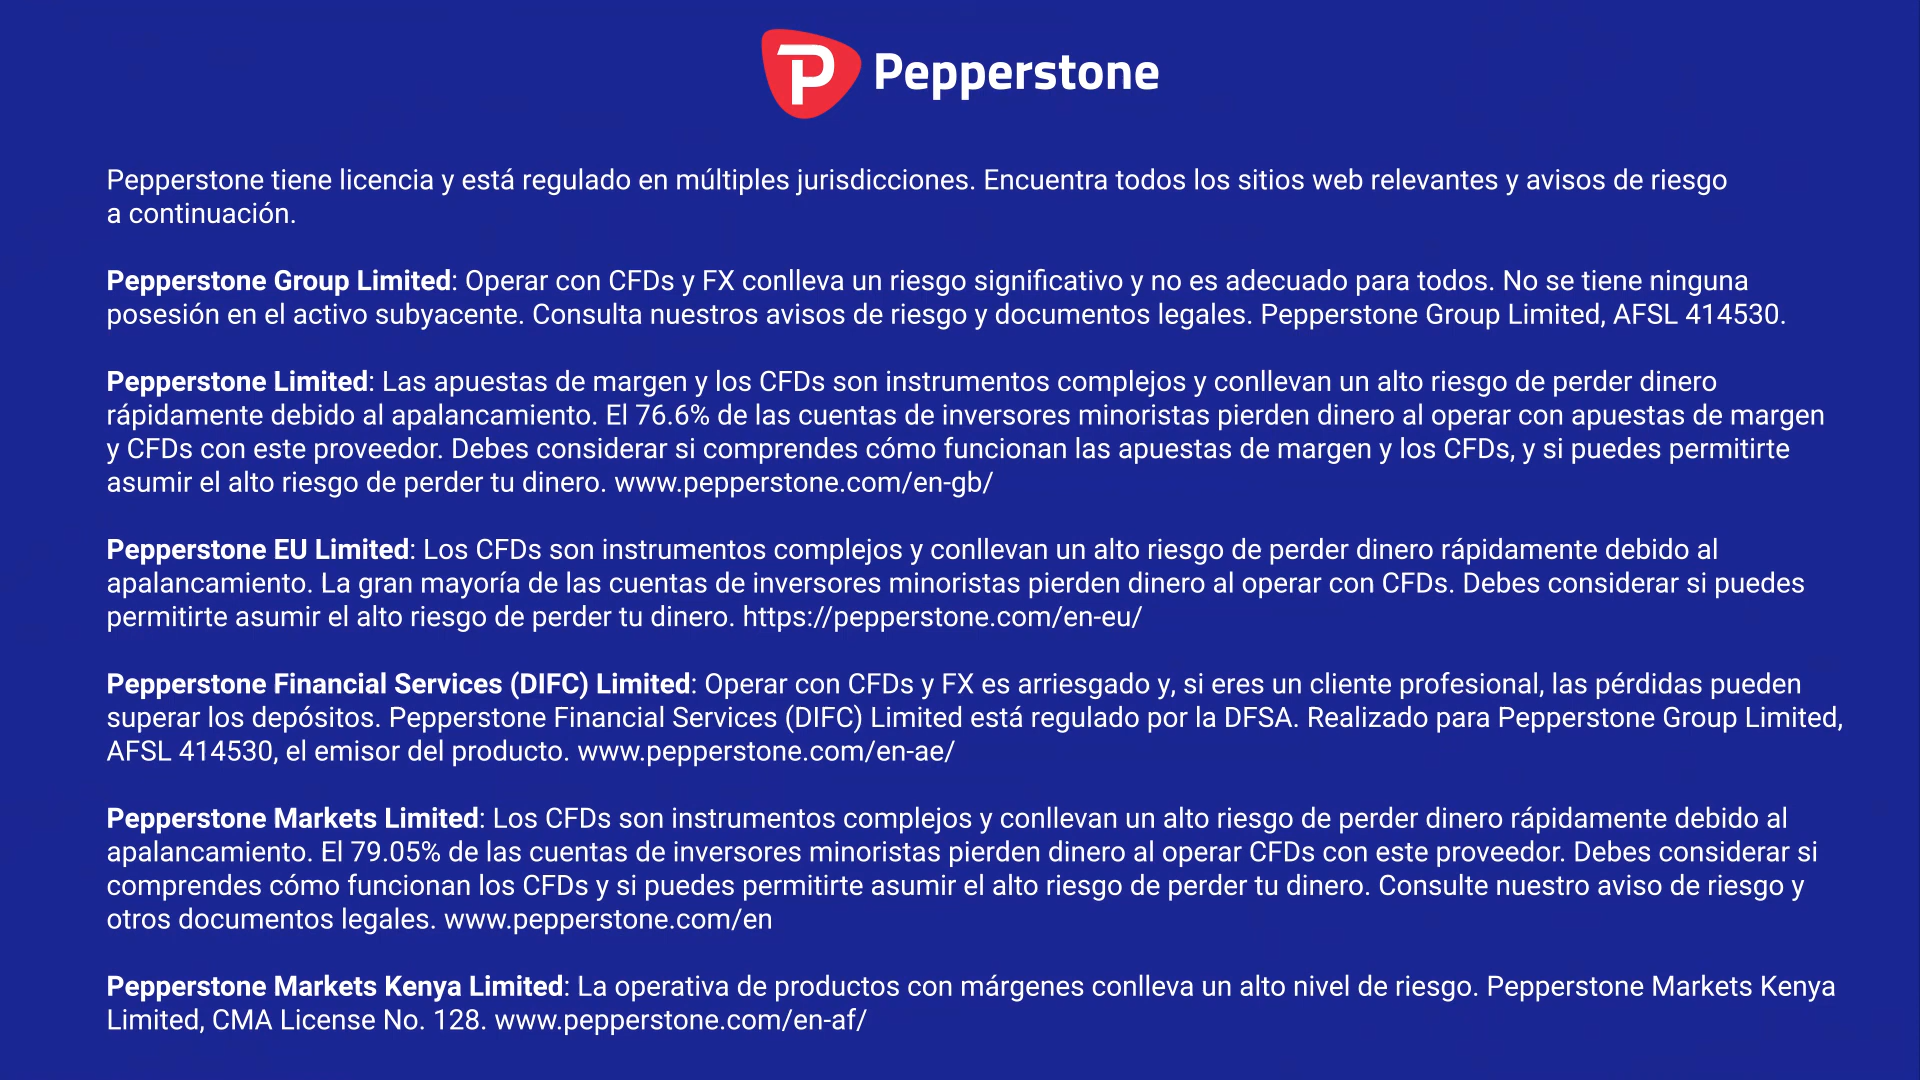 Pepperstone
Pepperstone tiene licencia y está regulado en múltiples jurisdicciones. Encuentra todos los sitios web relevantes y avisos de riesgo
a continuación.
Pepperstone Group Limited: Operar con CFDs y FX conlleva un riesgo significativo y no es adecuado para todos. No se tiene ninguna
posesión en el activo subyacente. Consulta nuestros avisos de riesgo y documentos legales. Pepperstone Group Limited, AFSL 414530.
Pepperstone Limited: Las apuestas de margen y los CFDs son instrumentos complejos y conllevan un alto riesgo de perder dinero
rápidamente debido al apalancamiento. El 76.6% de las cuentas de inversores minoristas pierden dinero al operar con apuestas de margen
y CFDs con este proveedor. Debes considerar si comprendes cómo funcionan las apuestas de margen y los CFDs, y si puedes permitirte
asumir el alto riesgo de perder tu dinero. www.pepperstone.com/en-gb/
Pepperstone EU Limited: Los CFDs son instrumentos complejos y conllevan un alto riesgo de perder dinero rápidamente debido al
apalancamiento. La gran mayoría de las cuentas de inversores minoristas pierden dinero al operar con CFDs. Debes considerar si puedes
permitirte asumir el alto riesgo de perder tu dinero. https://pepperstone.com/en-eu/
Pepperstone Financial Services (DIFC) Limited: Operar con CFDs y FX es arriesgado y, si eres un cliente profesional, las pérdidas pueden
superar los depósitos. Pepperstone Financial Services (DIFC) Limited está regulado por la DFSA. Realizado para Pepperstone Group Limited,
AFSL 414530, el emisor del producto. www.pepperstone.com/en-ae/
Pepperstone Markets Limited: Los CFDs son instrumentos complejos y conllevan un alto riesgo de perder dinero rápidamente debido al
apalancamiento. El 79.05% de las cuentas de inversores minoristas pierden dinero al operar CFDs con este proveedor. Debes considerar si
comprendes cómo funcionan los CFDs y si puedes permitirte asumir el alto riesgo de perder tu dinero. Consulte nuestro aviso de riesgo y
otros documentos legales. www.pepperstone.com/en
Pepperstone Markets Kenya Limited: La operativa de productos con márgenes conlleva un alto nivel de riesgo. Pepperstone Markets Kenya
Limited, CMA License No. 128. www.pepperstone.com/en-af/